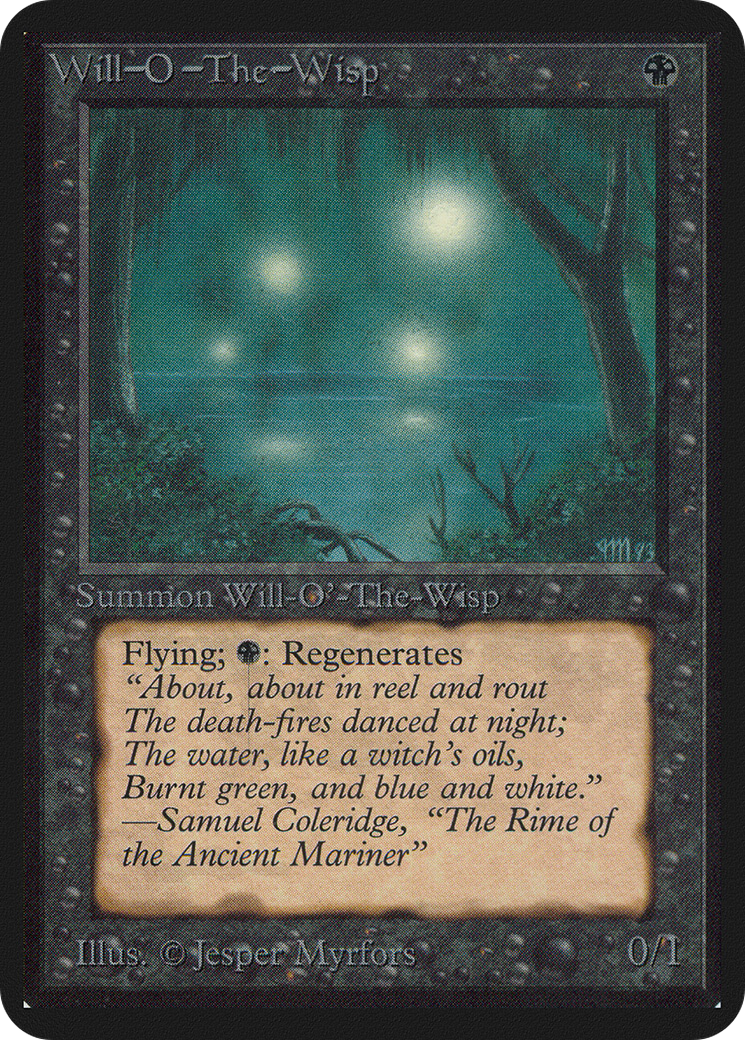 Will-O-The-Wisp
JM 93
Summon Will-O'-The-Wisp
Flying; : Regenerates
“About, about in reel and rout
The death-fires danced at night;
The water, like a witch’s oils,
Burnt green, and blue and white.”
—Samuel Coleridge, “The Rime of
the Ancient Mariner”
Illus. © Jesper Myrfors
0/1